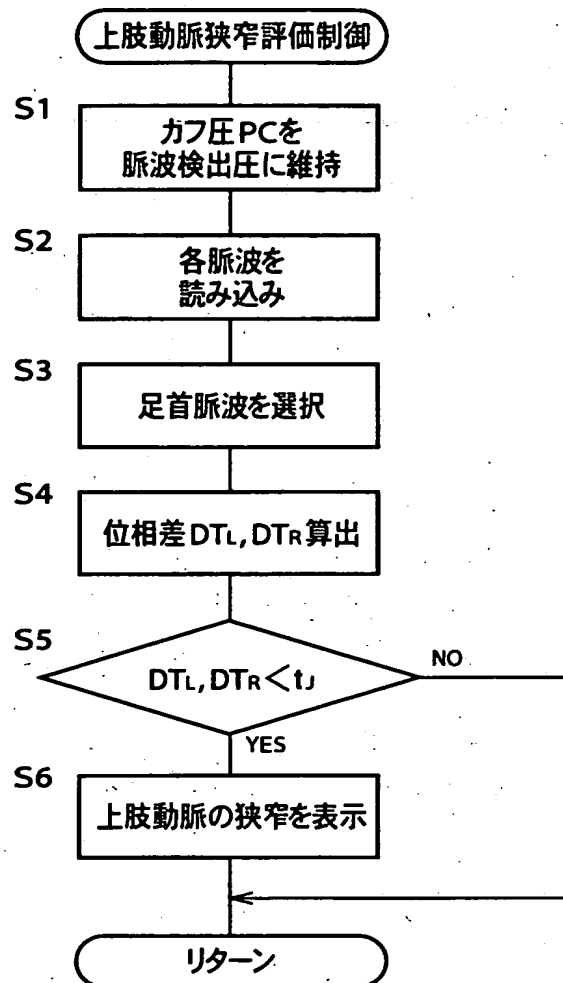 上肢動脈狭窄評価制御
S1
カフ圧PCを
脈波検出圧に維持
S2
各脈波を
読み込み
S3
足首脈波を選択
S4
位相差DTL,DTR算出
S5
DTL,DTR<tJ
NO
YES
S6
上肢動脈の狭窄を表示
リターン